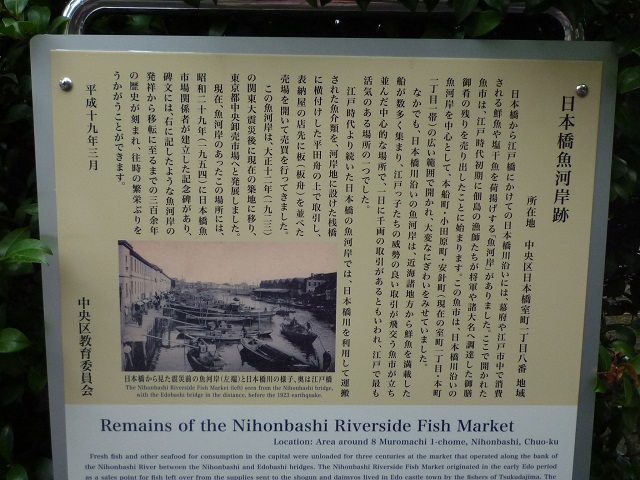 日本橋魚河岸跡
所在地　中央区日本橋室町一丁目八番　地域
日本橋から江戸橋にかけての日本橋川沿いには、幕府や江戸市中で消費
される鮮魚や塩干魚を荷揚げする「魚河岸」がありました。ここで開かれた
魚市は、江戸時代初期に佃島の漁師たちが将軍や諸大名へ調達した御膳
御肴の残りを売り出したことに始まります。この魚市は、日本橋川沿いの
魚河岸を中心として、本船町・小田原町・安針町（現在の室町一丁目・本町
一丁目一帯）の広い範囲で開かれ、大変なにぎわいをみせていました。
なかでも、日本橋川沿いの魚河岸は、近海諸地方から鮮魚を満載した
船が数多く集まり、江戸っ子たちの威勢の良い取引が飛交う魚市が立ち
並んだ中心的な場所で、一日に千両の取引があるともいわれ、江戸で最も
活気のある場所の一つでした。
江戸時代より続いた日本橋の魚河岸では、日本橋川を利用して運搬
された魚介類を、河岸地に設けた桟橋
に横付けした平田舟の上で取引し、
表納屋の店先に板（板舟）を並べた
売場を開いて売買を行ってきました。
この魚河岸は、大正十二年（一九二三）
の関東大震災後に現在の築地に移り、
東京都中央卸売市場へと発展しました。
現在、魚河岸のあったこの場所には、
昭和二十九年（一九五四）に日本橋魚
市場関係者が建立した記念碑があり、
碑文には、右に記したような魚河岸の
発祥から移転に至るまでの三百余年
の歴史が刻まれ、往時の繁栄ぶりを
うかがうことができます。
平成十九年三月
中央区教育委員会
日本橋から見た震災前の魚河岸（左端）と日本橋川の様子、奥は江戸橋
The Nihonbashi Riverside Fish Market (left) seen from the Nihonbashi bridge,
with the Edobashi bridge in the distance, before the 1923 earthquake.
Remains of the Nihonbashi Riverside Fish Market
Location: Area around 8 Muromachi 1-chome, Nihonbashi, Chuo-ku
Fresh fish and other seafood for consumption in the capital were unloaded for three centuries at the market that operated along the bank of
the Nihonbashi River between the Nihonbashi and Edobashi bridges. The Nihonbashi Riverside Fish Market originated in the early Edo period
as a sales point for fish left over from the supplies sent to the shogun and daimyos lived in Edo castle town by the fishers of Tsukudajima. The